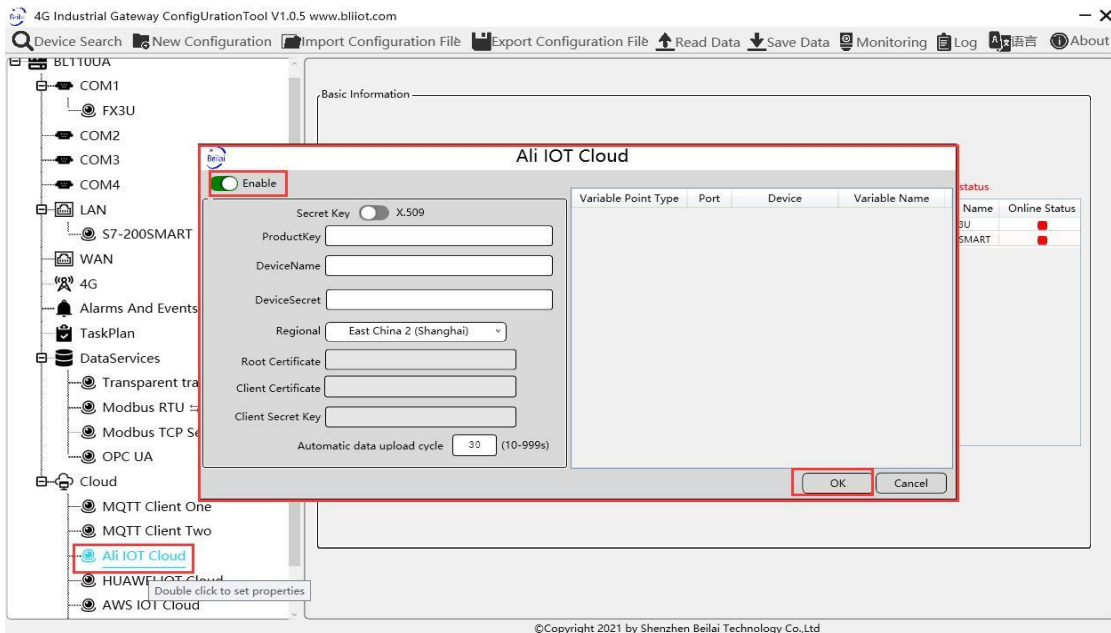 4G Industrial Gateway ConfigUrationTool V1.0.5 www.bliiot.com
Device Search New Configuration Import Configuration File Export Configuration File Read Data Save Data Monitoring Log 语言 About
BL110UA
COM1
FX3U
COM2
COM3
COM4
LAN
S7-200SMART
WAN
4G
Alarms And Events
TaskPlan
DataServices
Transparent tra
Modbus RTU
Modbus TCP Se
OPC UA
Cloud
MQTT Client One
MQTT Client Two
Ali IOT Cloud
HUAWEI IOT Cloud
Double click to set properties
AWS IOT Cloud
Basic Information
status
Name Online Status
3U
SMART
Beilai
Ali IOT Cloud
Enable
Secret Key X.509
ProductKey
DeviceName
DeviceSecret
Regional East China 2 (Shanghai)
Root Certificate
Client Certificate
Client Secret Key
Automatic data upload cycle 30 (10-999s)
Variable Point Type Port Device Variable Name
OK Cancel
©Copyright 2021 by Shenzhen Beilai Technology Co.,Ltd